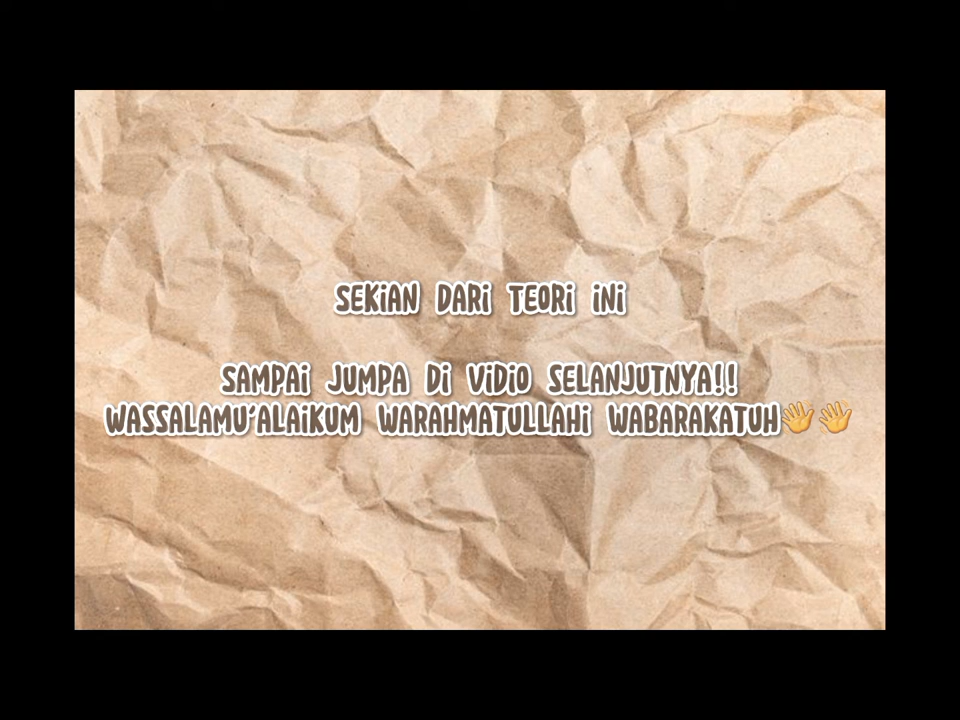 SEKiAN DARi TEORi iNi
SAMPAi JUMPA Di ViDiO SELANJUTNYA!!
WASSALAMU'ALAiKUM WARAHMATULLAHi WABARAKATUH👋👋